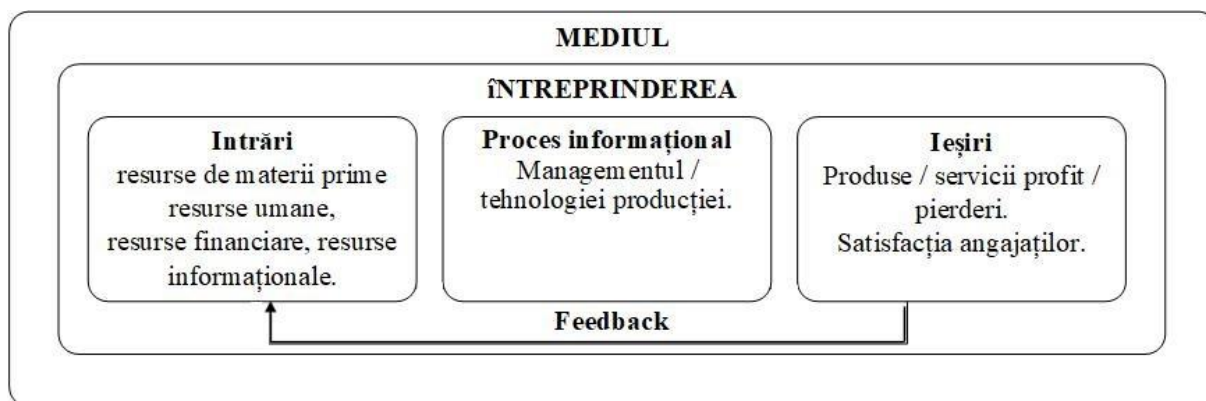 MEDIUL
îNTREPRINDEREA
Intrări
resurse de materii prime
resurse umane,
resurse financiare, resurse
informaționale.
Proces informațional
Managementul /
tehnologiei producției.
Ieșiri
Produse / servicii profit /
pierderi.
Satisfacția angajaților.
Feedback